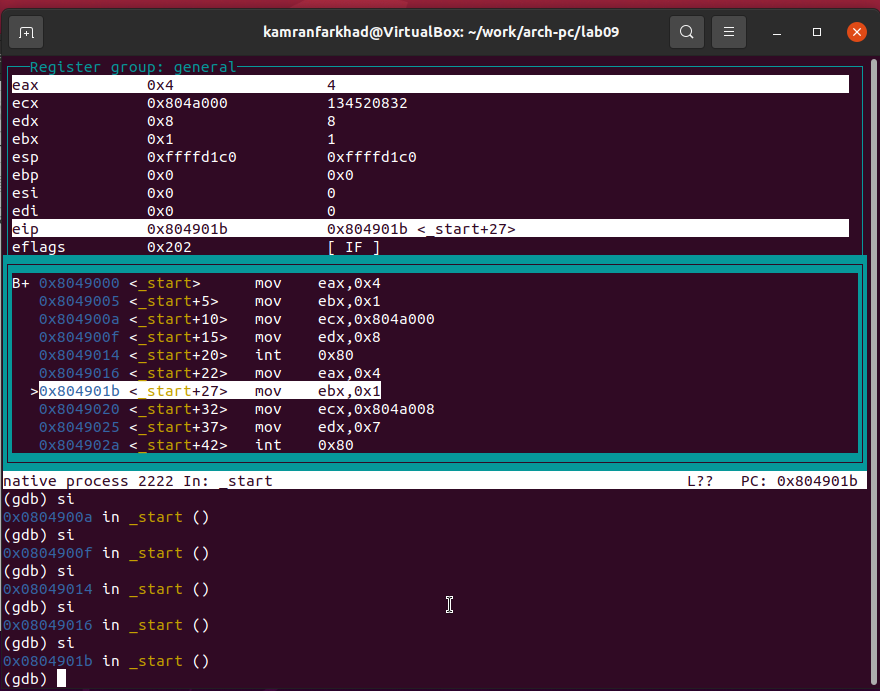 kamranfarkhad@VirtualBox: ~/work/arch-pc/lab09
Register group: general
eax 0x4 4
ecx 0x804a000 134520832
edx 0x8 8
ebx 0x1 1
esp 0xffffd1c0 0xffffd1c0
ebp 0x0 0x0
esi 0x0 0
edi 0x0 0
eip 0x804901b 0x804901b <_start+27>
eflags 0x202 [ IF ]
B+ 0x8049000 <_start> mov eax,0x4
0x8049005 <_start+5> mov ebx,0x1
0x804900a <_start+10> mov ecx,0x804a000
0x804900f <_start+15> mov edx,0x8
0x8049014 <_start+20> int 0x80
0x8049016 <_start+22> mov eax,0x4
>0x804901b <_start+27> mov ebx,0x1
0x8049020 <_start+32> mov ecx,0x804a008
0x8049025 <_start+37> mov edx,0x7
0x804902a <_start+42> int 0x80
native process 2222 In: _start L?? PC: 0x804901b
(gdb) si
0x0804900a in _start ()
(gdb) si
0x0804900f in _start ()
(gdb) si
0x08049014 in _start ()
(gdb) si
0x08049016 in _start ()
(gdb) si
0x0804901b in _start ()
(gdb)